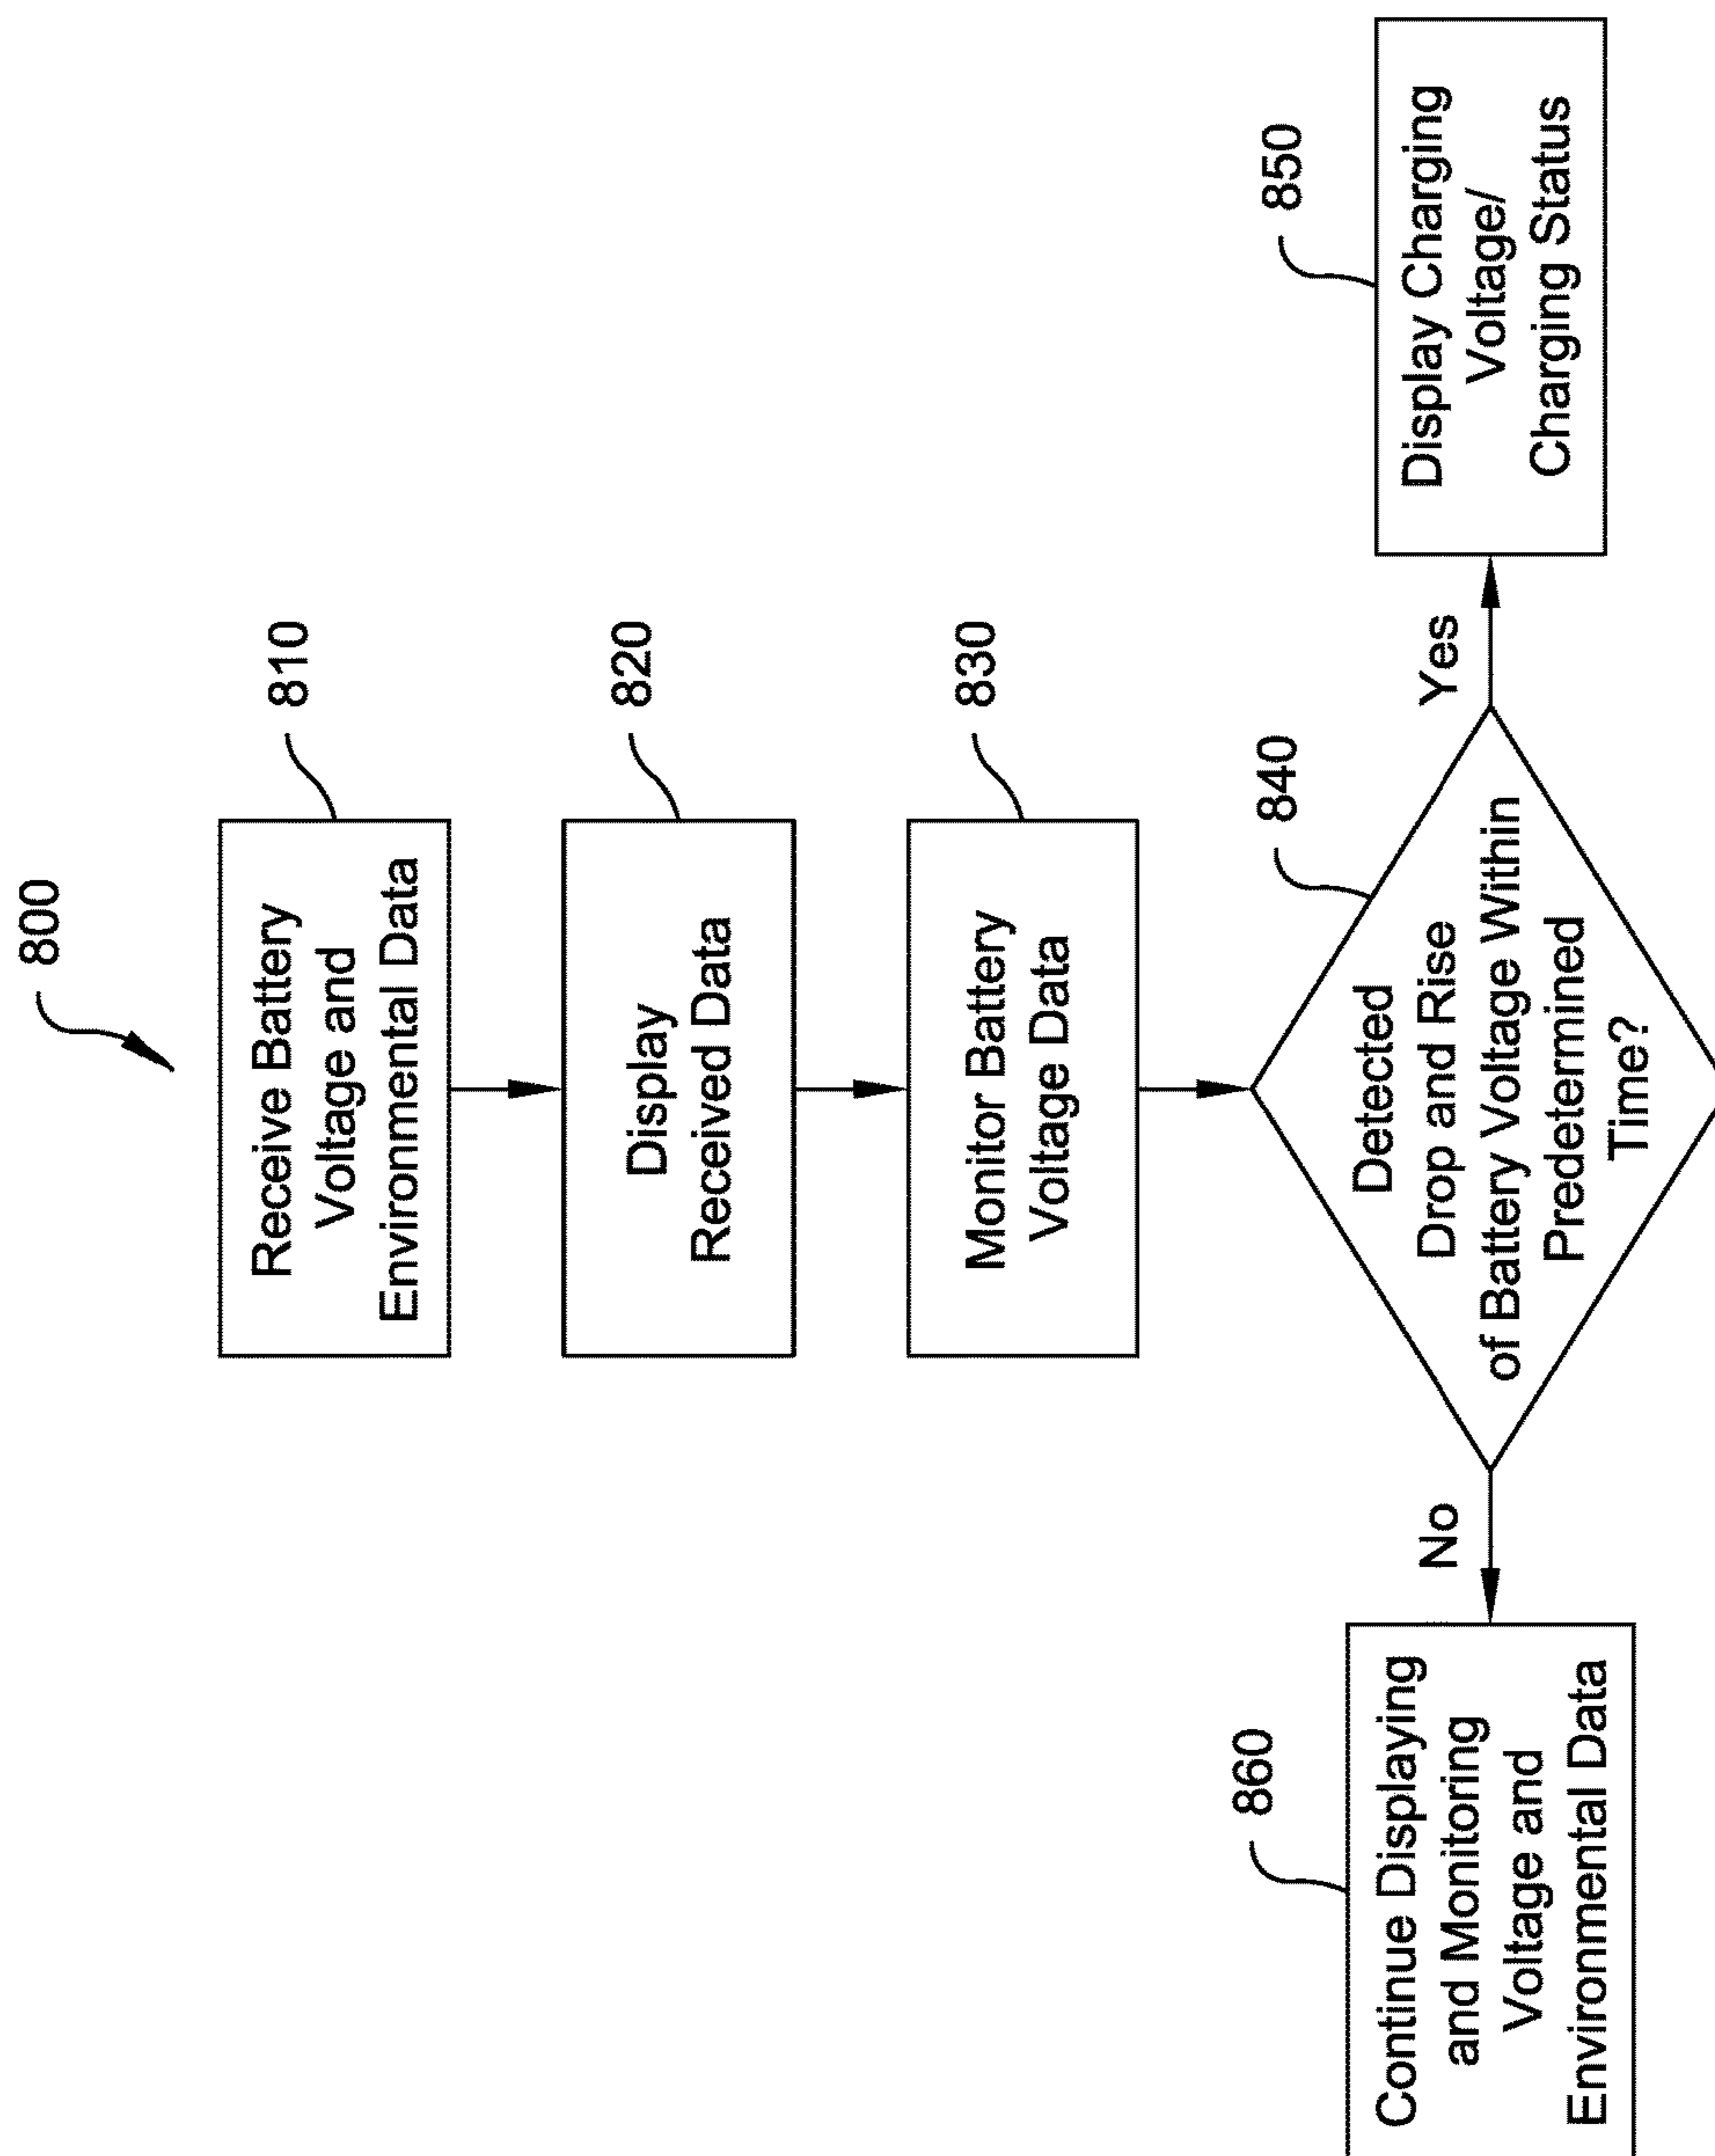 800
810
Receive Battery
Voltage and
Environmental Data
820
Display
Received Data
830
Monitor Battery
Voltage Data
840
Detected
Drop and Rise
of Battery Voltage Within
Predetermined
Time?
No
Yes
860
Continue Displaying
and Monitoring
Voltage and
Environmental Data
850
Display Charging
Voltage/
Charging Status